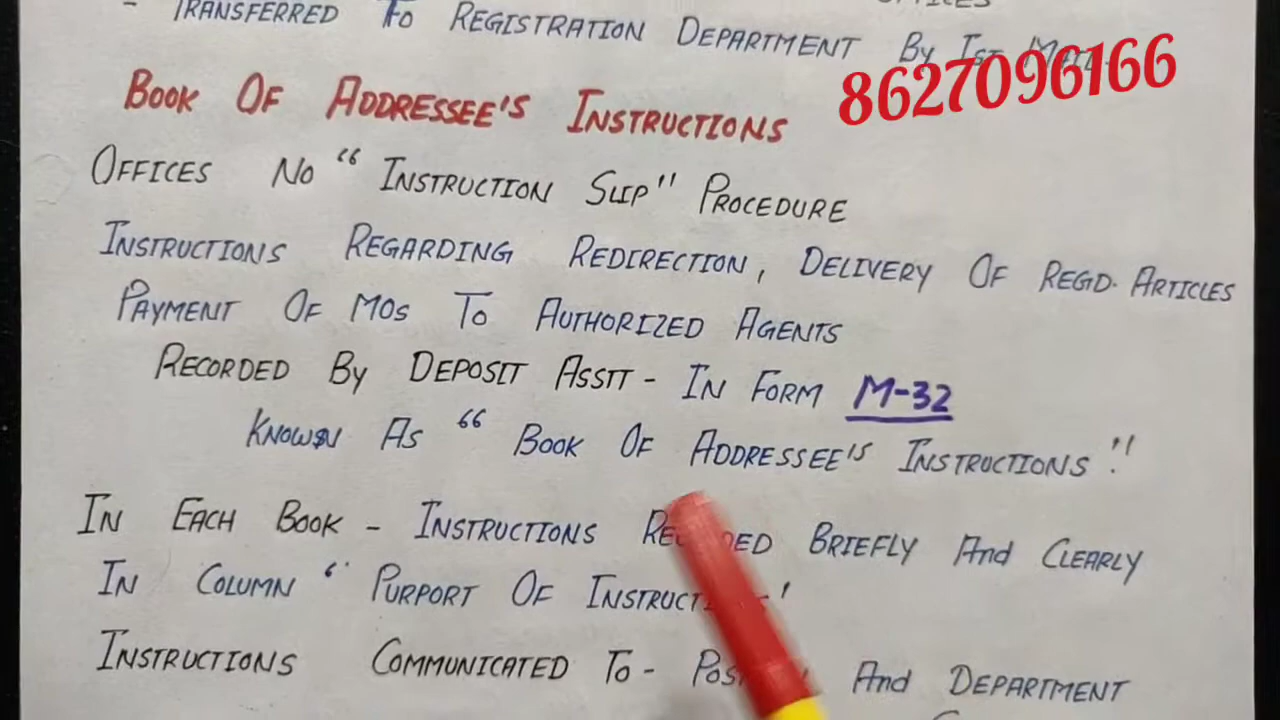 - TRANSFERRED TO REGISTRATION DEPARTMENT BY IST
8627096166
BOOK OF ADDRESSEE'S INSTRUCTIONS
OFFICES NO "INSTRUCTION SLIP" PROCEDURE
INSTRUCTIONS REGARDING REDIRECTION, DELIVERY OF REGD. ARTICLES
PAYMENT OF MOS TO AUTHORIZED AGENTS
RECORDED BY DEPOSIT ASSTT - IN FORM M-32
KNOWN AS "BOOK OF ADDRESSEE'S INSTRUCTIONS".
IN EACH BOOK - INSTRUCTIONS BRIEFLY AND CLEARLY
IN COLUMN "PURPORT OF
INSTRUCTIONS COMMUNICATED TO - AND DEPARTMENT